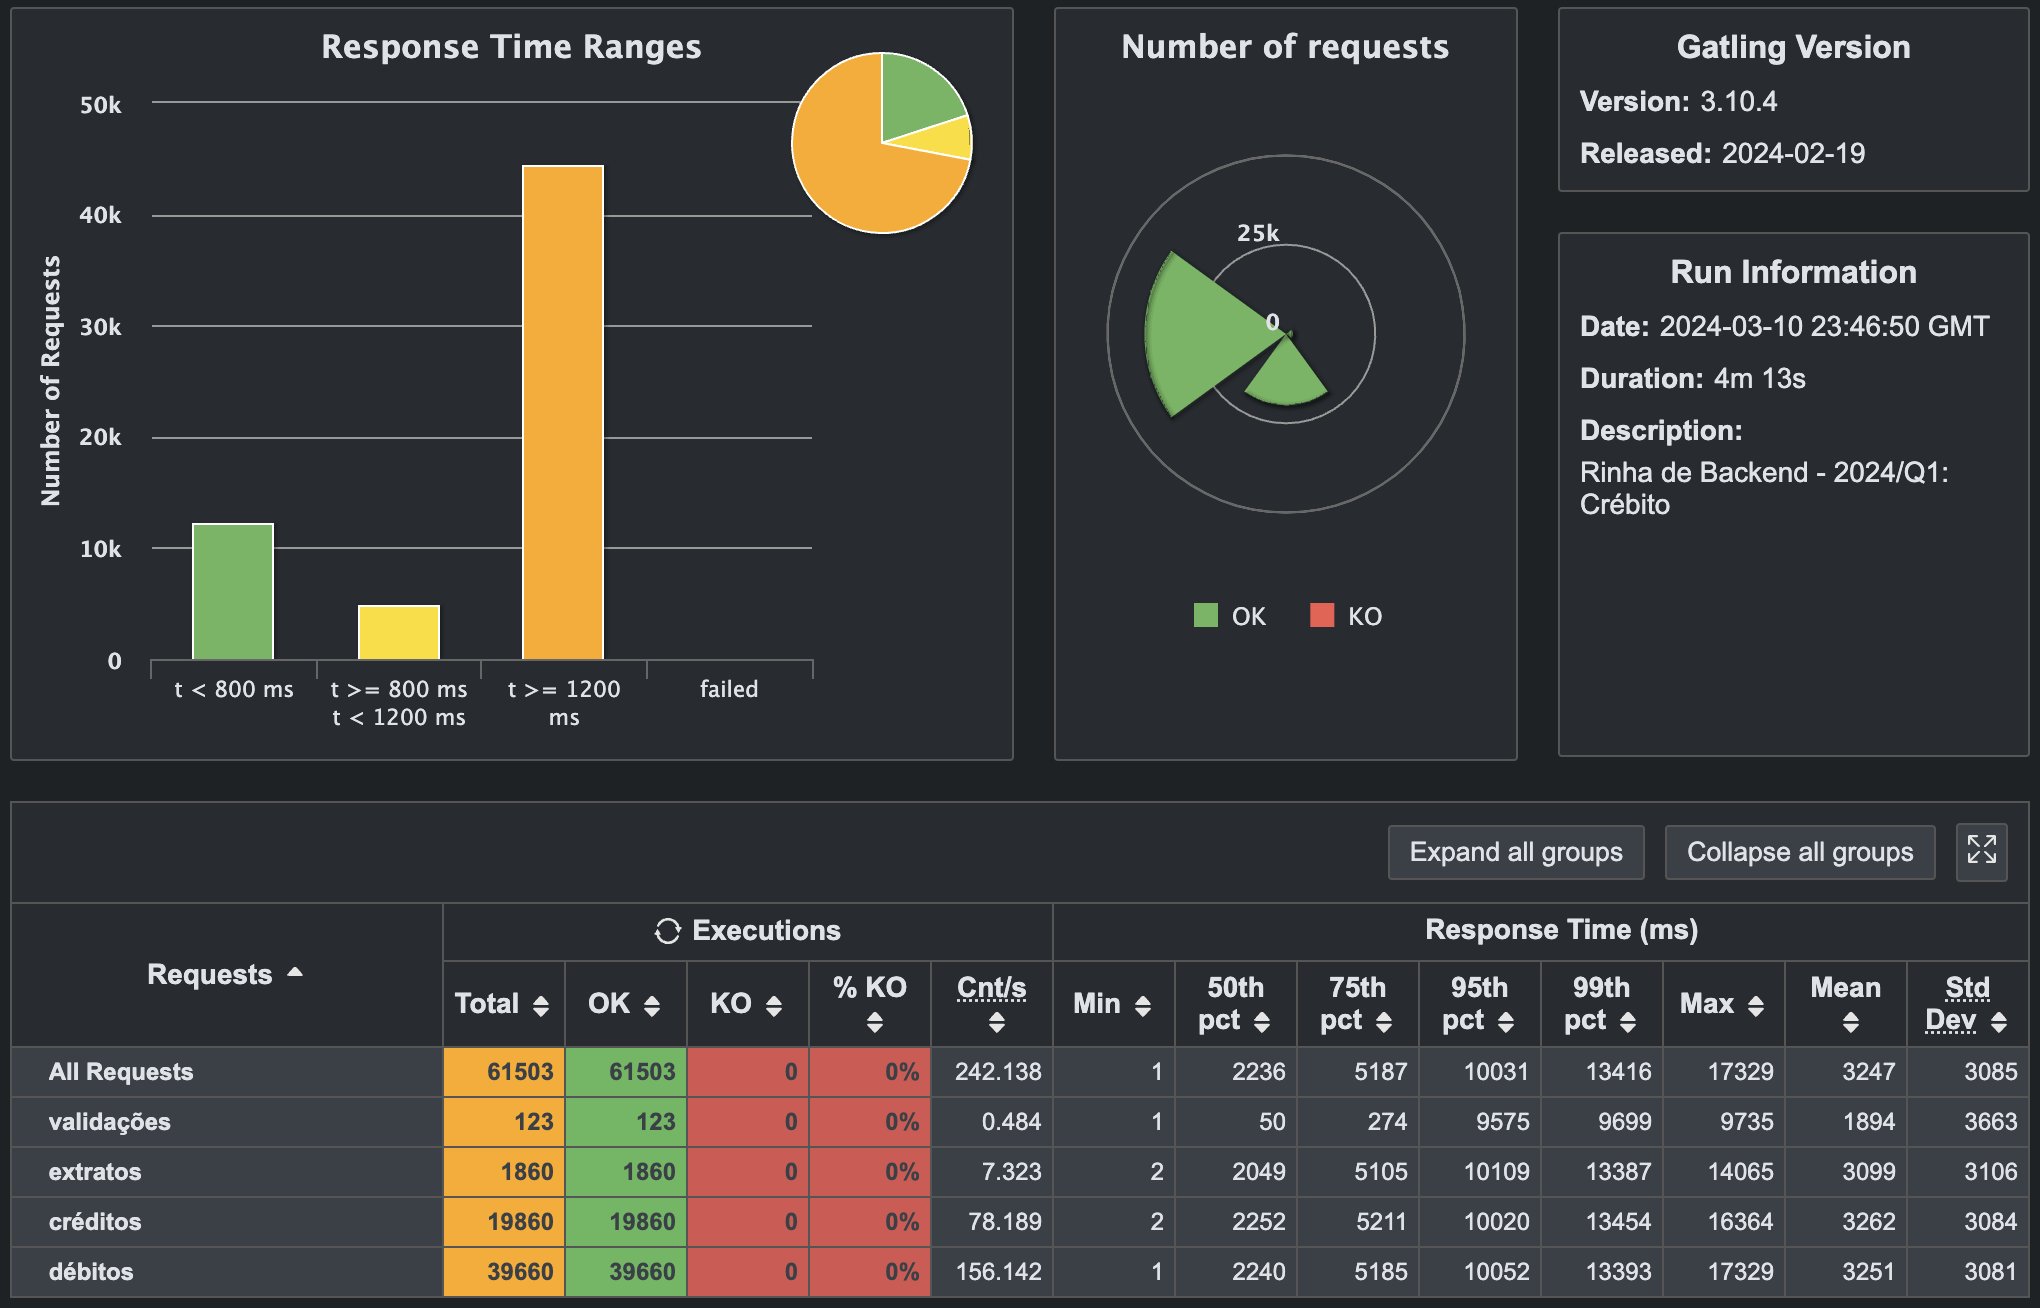 Response Time Ranges
Number of Requests
50k
40k
30k
20k
10k
0
t < 800 ms
t >= 800 ms
t < 1200 ms
t >= 1200
ms
failed
Number of requests
25k
0
OK
KO
Gatling Version
Version: 3.10.4
Released: 2024-02-19
Run Information
Date: 2024-03-10 23:46:50 GMT
Duration: 4m 13s
Description:
Rinha de Backend - 2024/Q1:
Crébito
Expand all groups
Collapse all groups
Requests
Executions
Response Time (ms)
Total
OK
KO
% KO
Cnt/s
Min
50th
pct
75th
pct
95th
pct
99th
pct
Max
Mean
Std
Dev
All Requests 61503 61503 0 0% 242.138 1 2236 5187 10031 13416 17329 3247 3085
validações 123 123 0 0% 0.484 1 50 274 9575 9699 9735 1894 3663
extratos 1860 1860 0 0% 7.323 2 2049 5105 10109 13387 14065 3099 3106
créditos 19860 19860 0 0% 78.189 2 2252 5211 10020 13454 16364 3262 3084
débitos 39660 39660 0 0% 156.142 1 2240 5185 10052 13393 17329 3251 3081